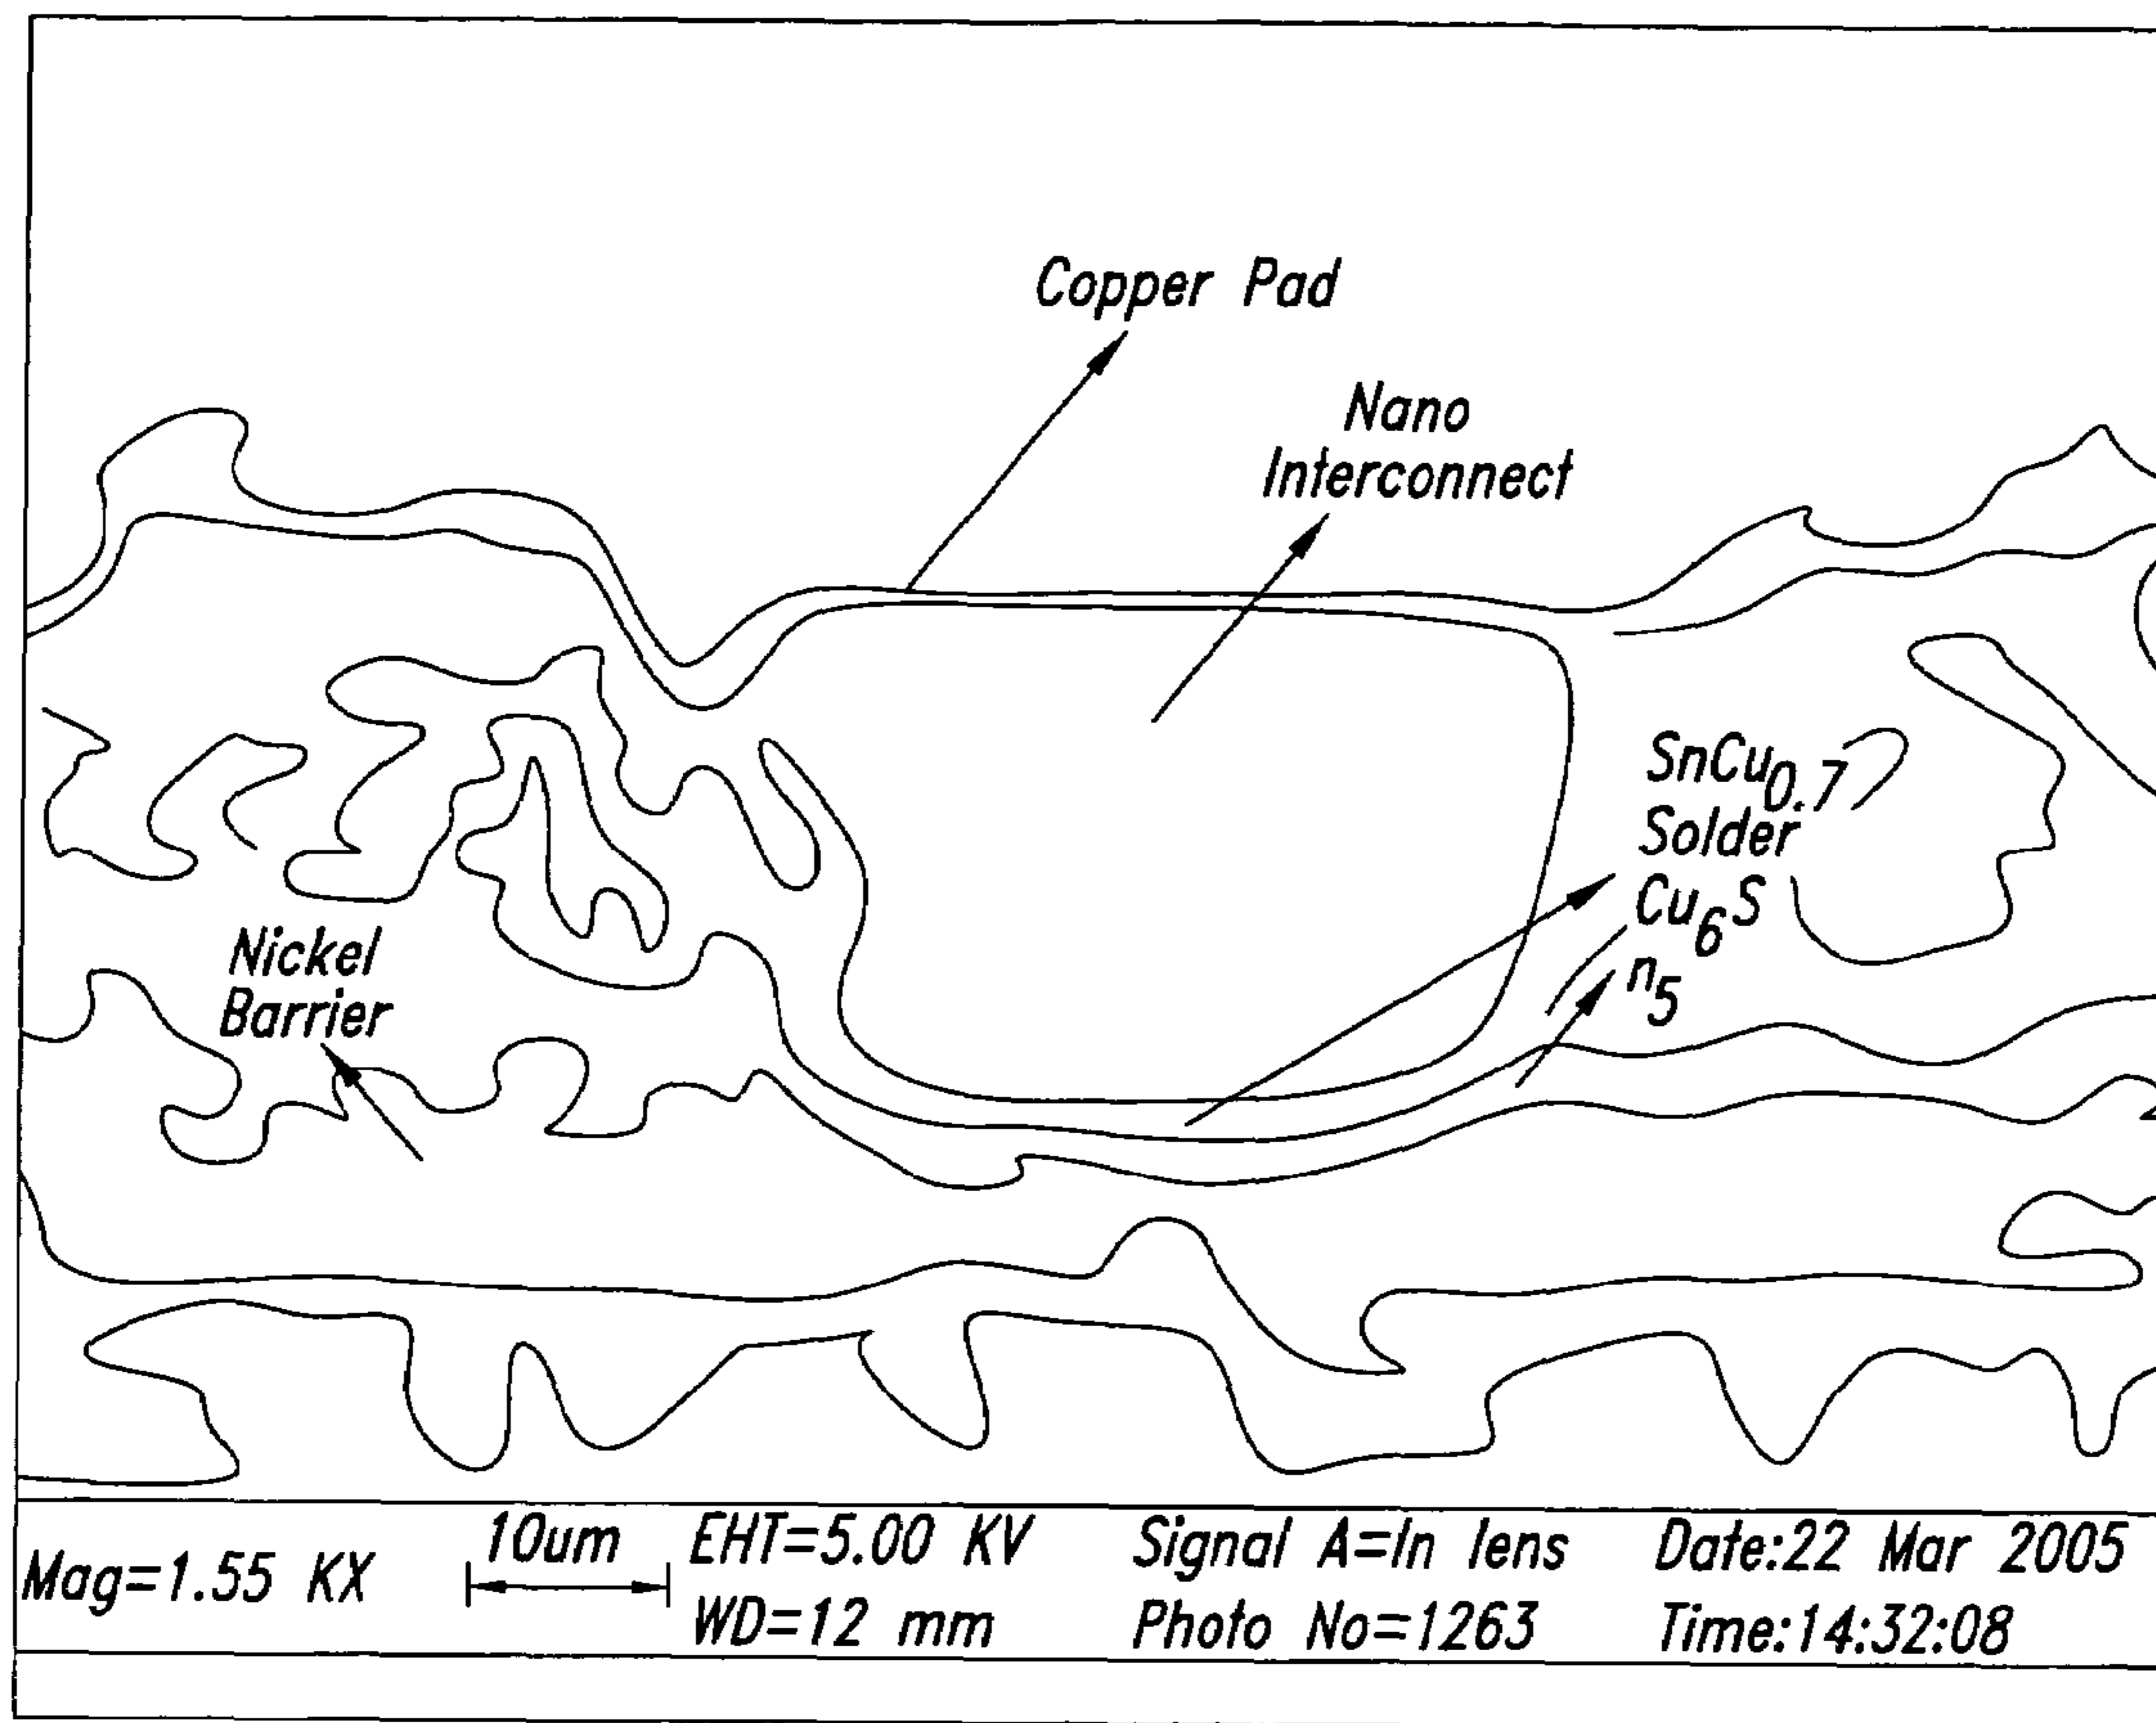 Copper Pad
Nano
Interconnect
SnCu0.7
Solder
Cu6S
n5
Nickel
Barrier
Mag=1.55 KX
10um
EHT=5.00 KV
WD=12 mm
Signal A=In lens
Photo No=1263
Date:22 Mar 2005
Time:14:32:08